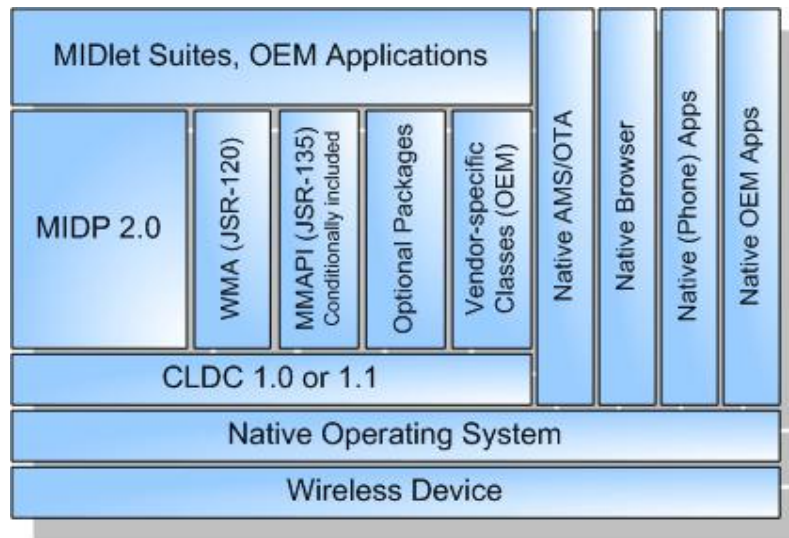 MIDlet Suites, OEM Applications
MIDP 2.0
WMA (JSR-120)
MMAPI (JSR-135)
Conditionally included
Optional Packages
Vendor-specific
Classes (OEM)
Native AMS/OTA
Native Browser
Native (Phone) Apps
Native OEM Apps
CLDC 1.0 or 1.1
Native Operating System
Wireless Device